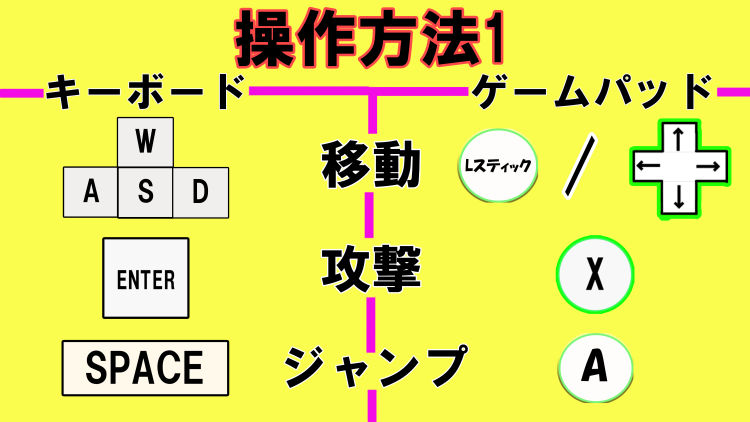 操作方法1
キーボード
ゲームパッド
W
A S D
移動
Lスティック
/
↑
← →
↓
ENTER
攻撃
X
SPACE
ジャンプ
A